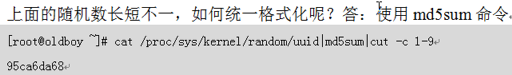 上面的随机数长短不一，如何统一格式化呢？答：使用 md5sum 命令
[root@oldboy ~]# cat /proc/sys/kernel/random/uuid|md5sum|cut -c 1-9
95ca6da68